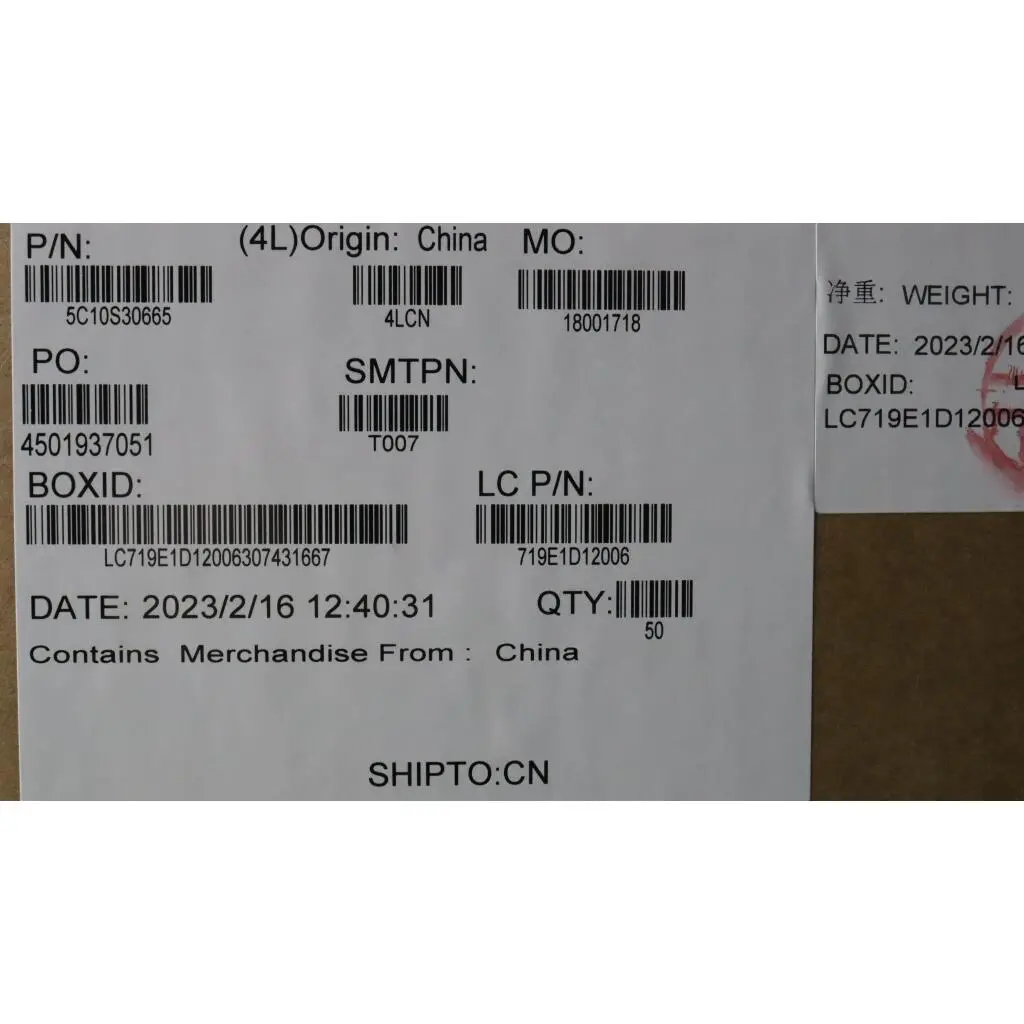 P/N: (4L)Origin: China MO:
5C10S30665 4LCN 18001718
PO: SMTPN:
4501937051 T007
BOXID: LC P/N:
LC719E1D12006307431667 719E1D12006
DATE: 2023/2/16 12:40:31 QTY:
50
Contains Merchandise From : China
SHIPTO:CN
净重: WEIGHT:
DATE: 2023/2/16
BOXID:
LC719E1D12006